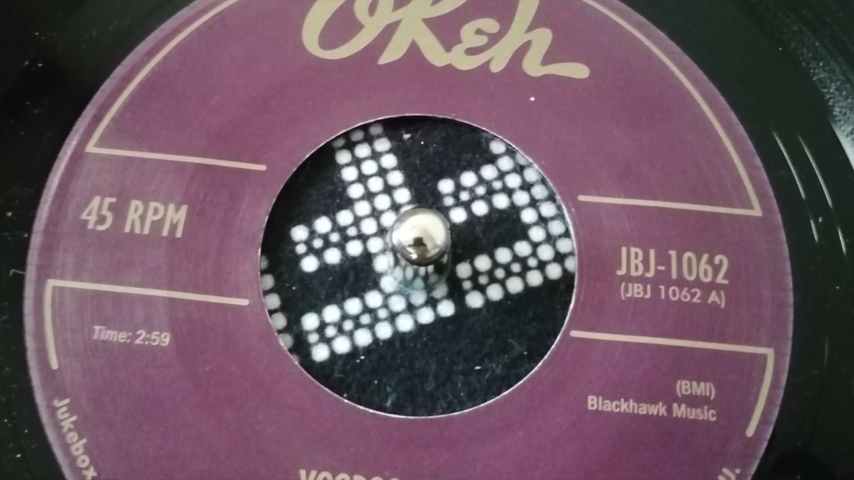 OKeh
45 RPM
JBJ-1062
(JBJ 1062 A)
Time: 2:59
(BMI)
Blackhawk Music
Jukebox